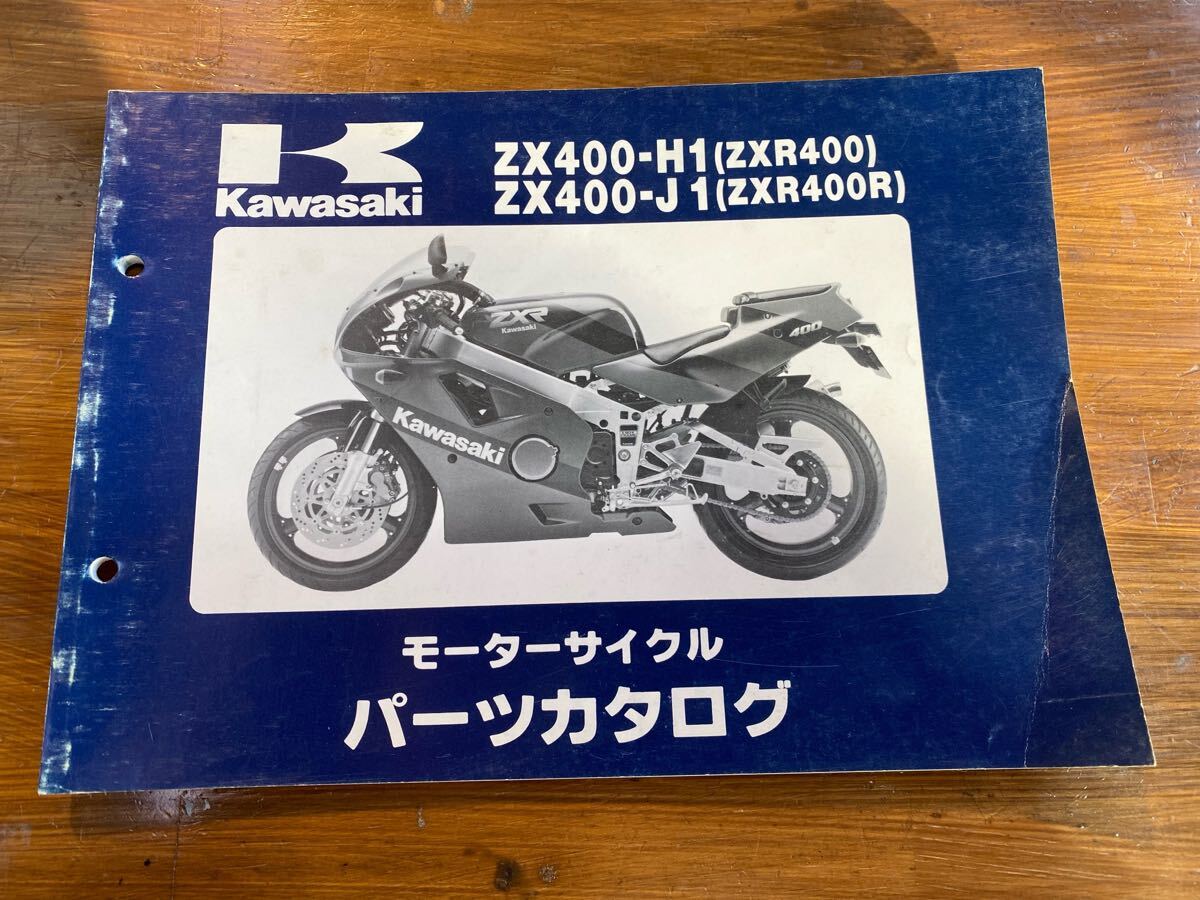 Kawasaki
ZX400-H1(ZXR400)
ZX400-J1(ZXR400R)
ZXR
Kawasaki
400
Kawasaki
モーターサイクル
パーツカタログ